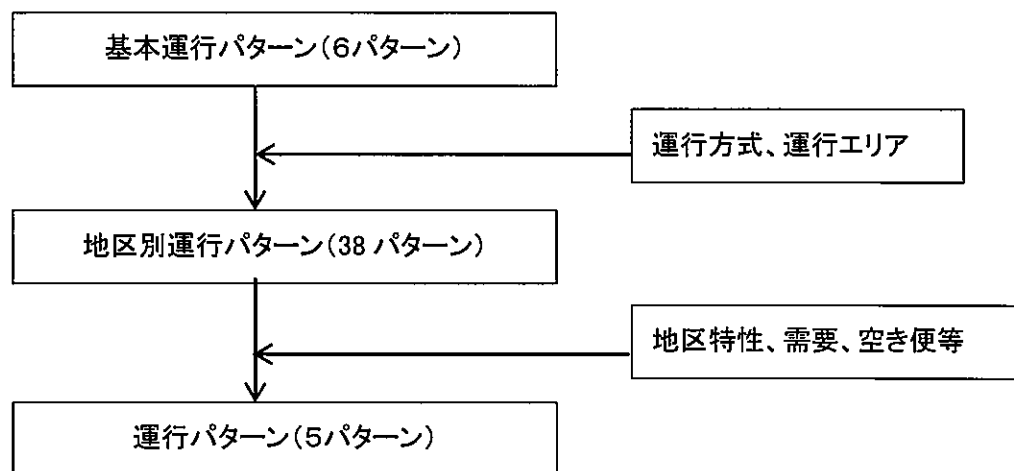 基本運行パターン(6パターン)
運行方式、運行エリア
地区別運行パターン(38 パターン)
地区特性、需要、空き便等
運行パターン(5パターン)